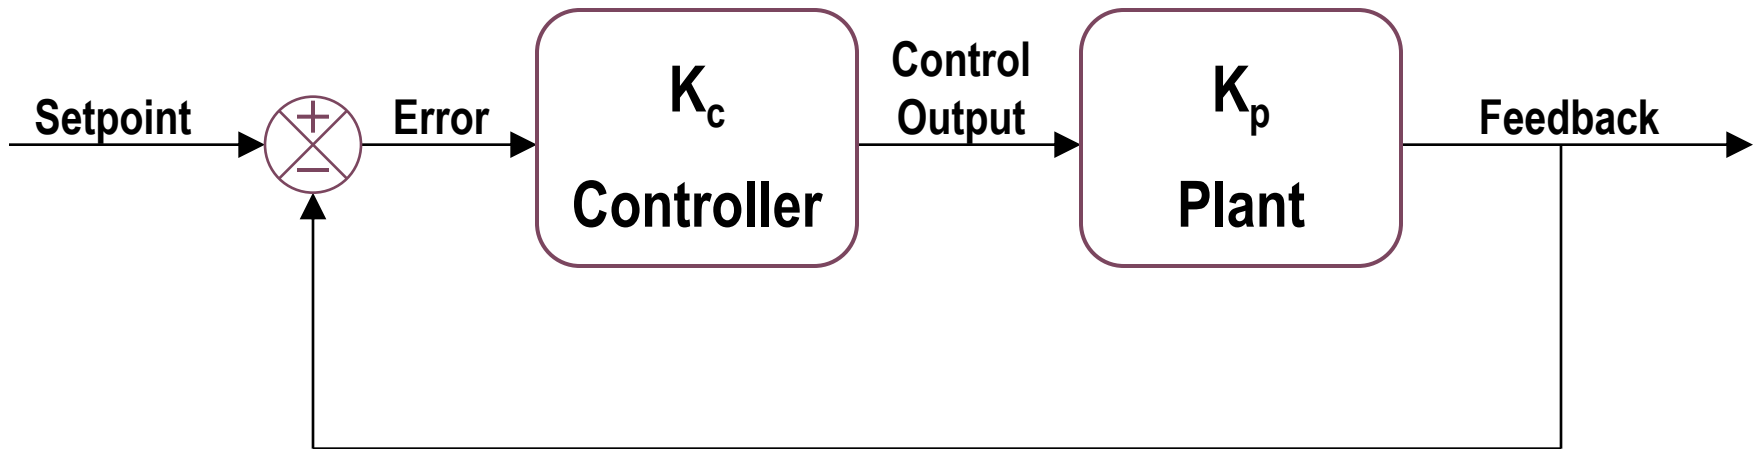 Setpoint
+
−
Error
Kc
Controller
Control
Output
Kp
Plant
Feedback